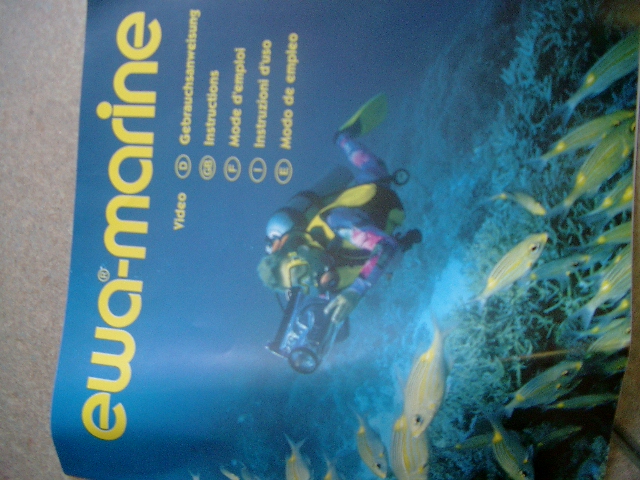 ewa®-marine
Video
D Gebrauchsanweisung
GB Instructions
F Mode d'emploi
I Instruzioni d'uso
E Modo de empleo